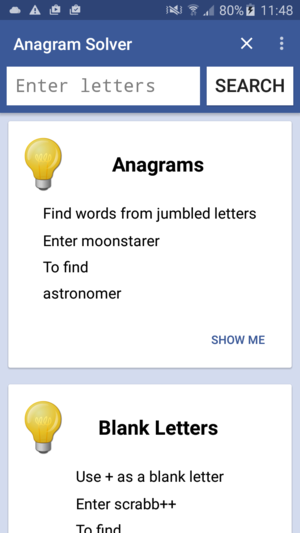 80% 11:48
Anagram Solver
Enter letters SEARCH
Anagrams
Find words from jumbled letters
Enter moonstarer
To find
astronomer
SHOW ME
Blank Letters
Use + as a blank letter
Enter scrabb++
To find